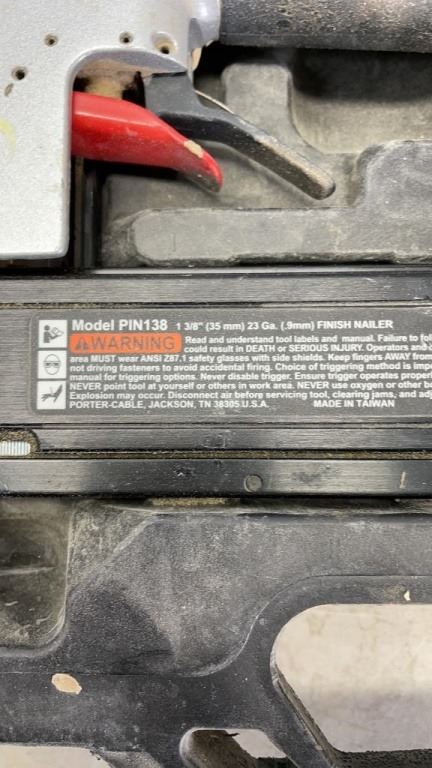 Model PIN138 1 3/8" (35 mm) 23 Ga. (.9mm) FINISH NAILER
WARNING Read and understand tool labels and manual. Failure to
could result in DEATH or SERIOUS INJURY. Operators and
area MUST wear ANSI Z87.1 safety glasses with side shields. Keep fingers AWAY from
not driving fasteners to avoid accidental firing. Choice of triggering method is
manual for triggering options. Never disable trigger. Ensure trigger operates
NEVER point tool at yourself or others in work area. NEVER use oxygen or other
Explosion may occur. Disconnect air before servicing tool, clearing jams, and
PORTER-CABLE, JACKSON, TN 38305 U.S.A. MADE IN TAIWAN